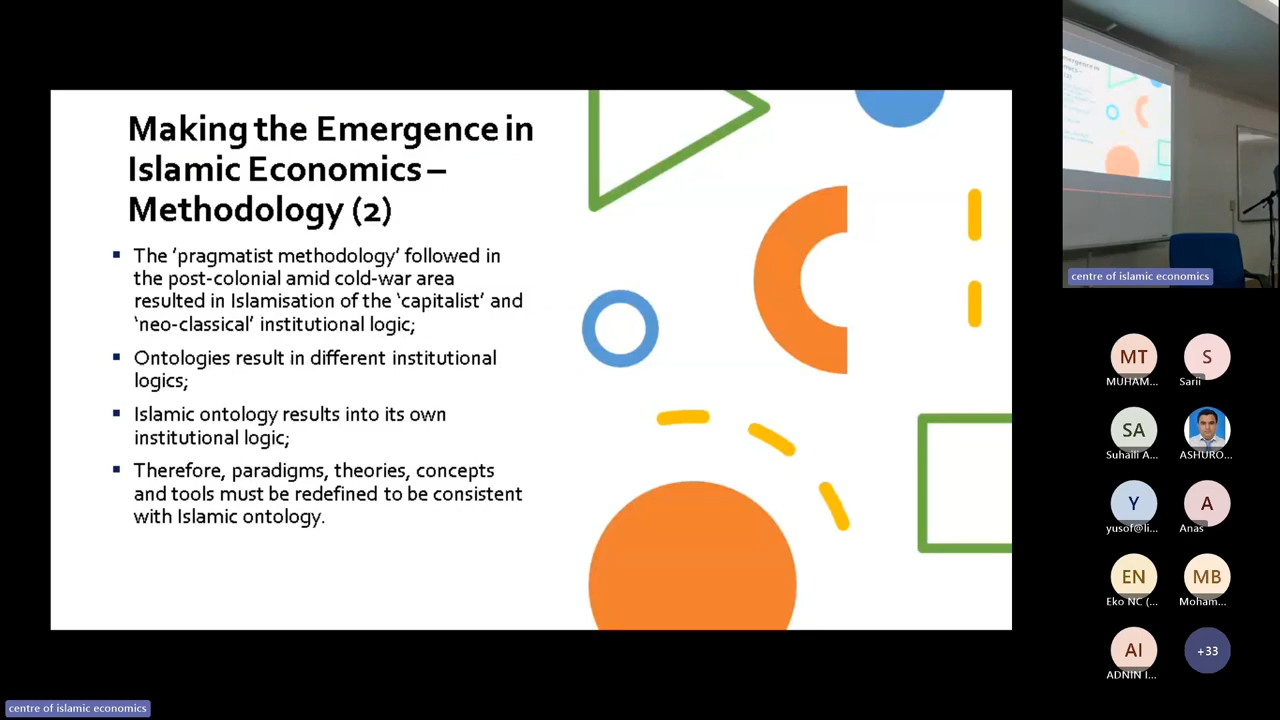 Making the Emergence in
Islamic Economics –
Methodology (2)
▪ The ‘pragmatist methodology’ followed in
the post-colonial amid cold-war area
resulted in Islamisation of the ‘capitalist’ and
‘neo-classical’ institutional logic;
▪ Ontologies result in different institutional
logics;
▪ Islamic ontology results into its own
institutional logic;
▪ Therefore, paradigms, theories, concepts
and tools must be redefined to be consistent
with Islamic ontology.
centre of islamic economics
MT S
MUHAM... Sarii
SA
Suhaili A... ASHURO...
Y A
yusof@li... Anas
EN MB
Eko NC (... Moham...
AI +33
ADNIN I...
centre of islamic economics